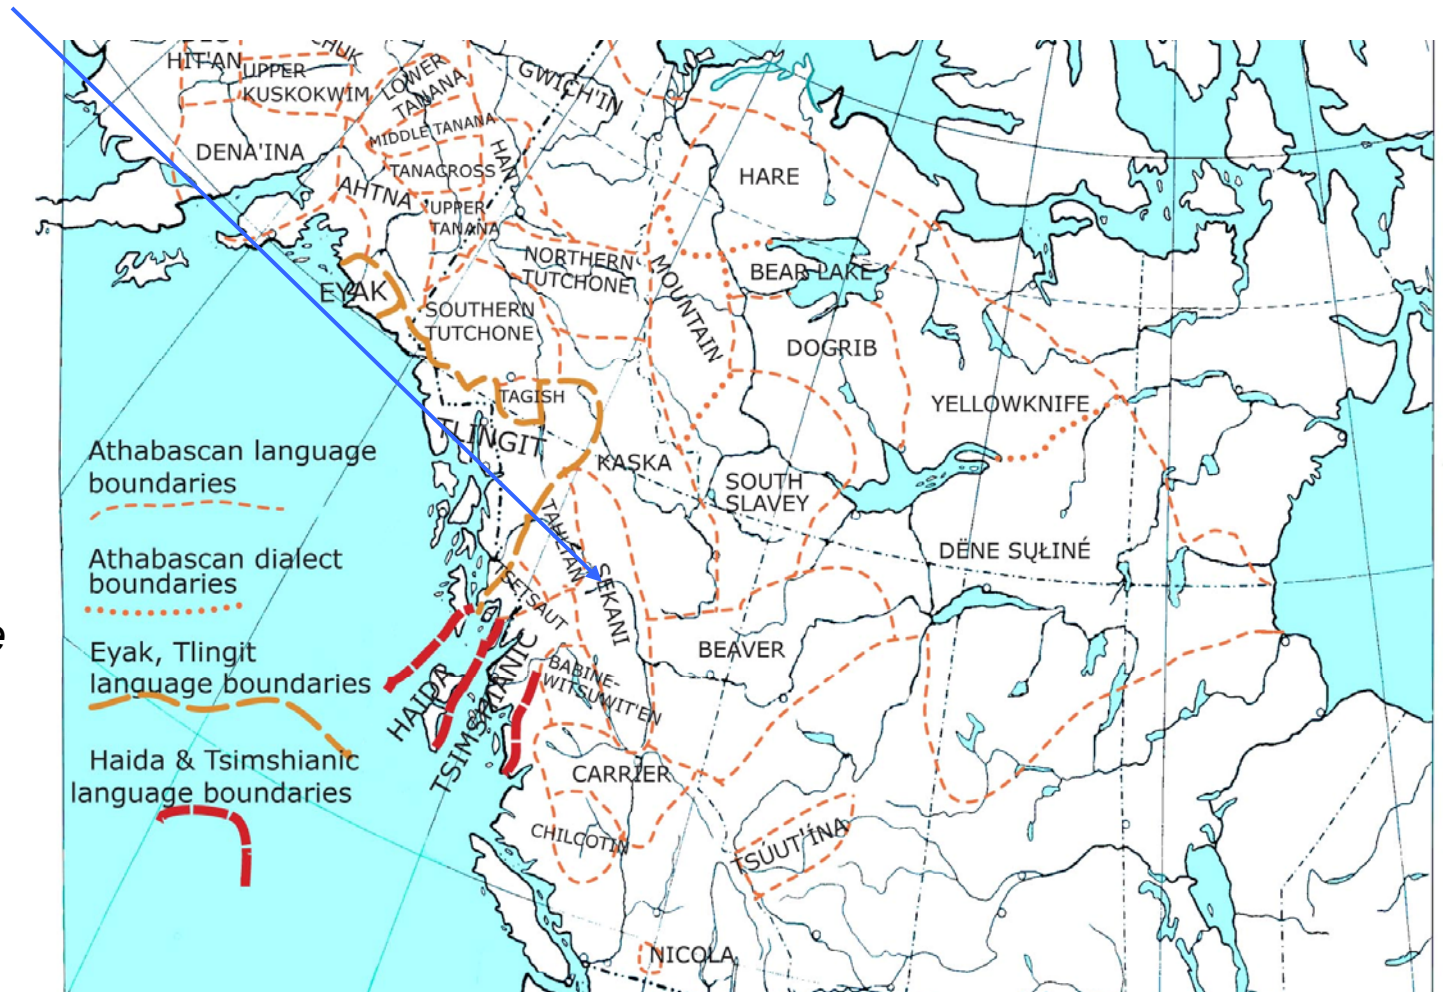 HIT'AN
UPPER
KUSKOKWIM
LOWER
TANANA
GWICH'IN
MIDDLE TANANA
DENA'INA
TANACROSS
HAN
HARE
AHTNA
UPPER
TANANA
NORTHERN
TUTCHONE
MOUNTAIN
BEAR LAKE
EYAK
SOUTHERN
TUTCHONE
DOGRIB
TAGISH
YELLOWKNIFE
TLINGIT
KASKA
SOUTH
SLAVEY
Athabascan language
boundaries
TAHLTAN
DËNE SŲŁINÉ
Athabascan dialect
boundaries
TSETSAUT
SEKANI
e
BEAVER
Eyak, Tlingit
language boundaries
BABINE-
WITSUWIT'EN
HAIDA
TSIMSHIANIC
Haida & Tsimshianic
language boundaries
CARRIER
CHILCOTIN
TSÚUT'ÍNA
NICOLA